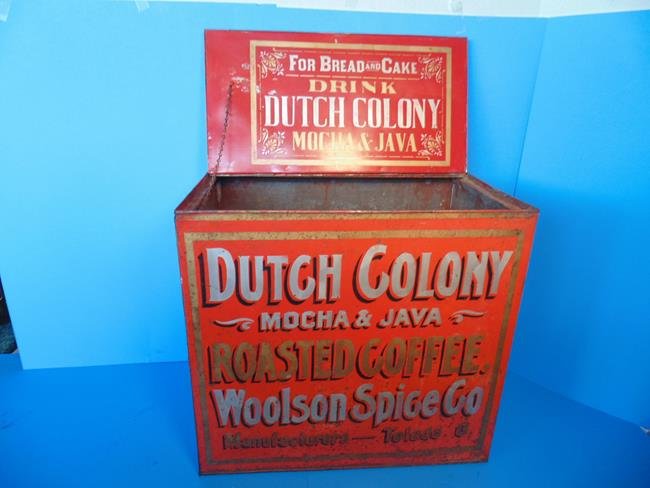 FOR BREAD AND CAKE
DRINK
DUTCH COLONY
MOCHA & JAVA
DUTCH COLONY
MOCHA & JAVA
ROASTED COFFEE.
Woolson Spice Co
Manufacturers — Toledo. O.